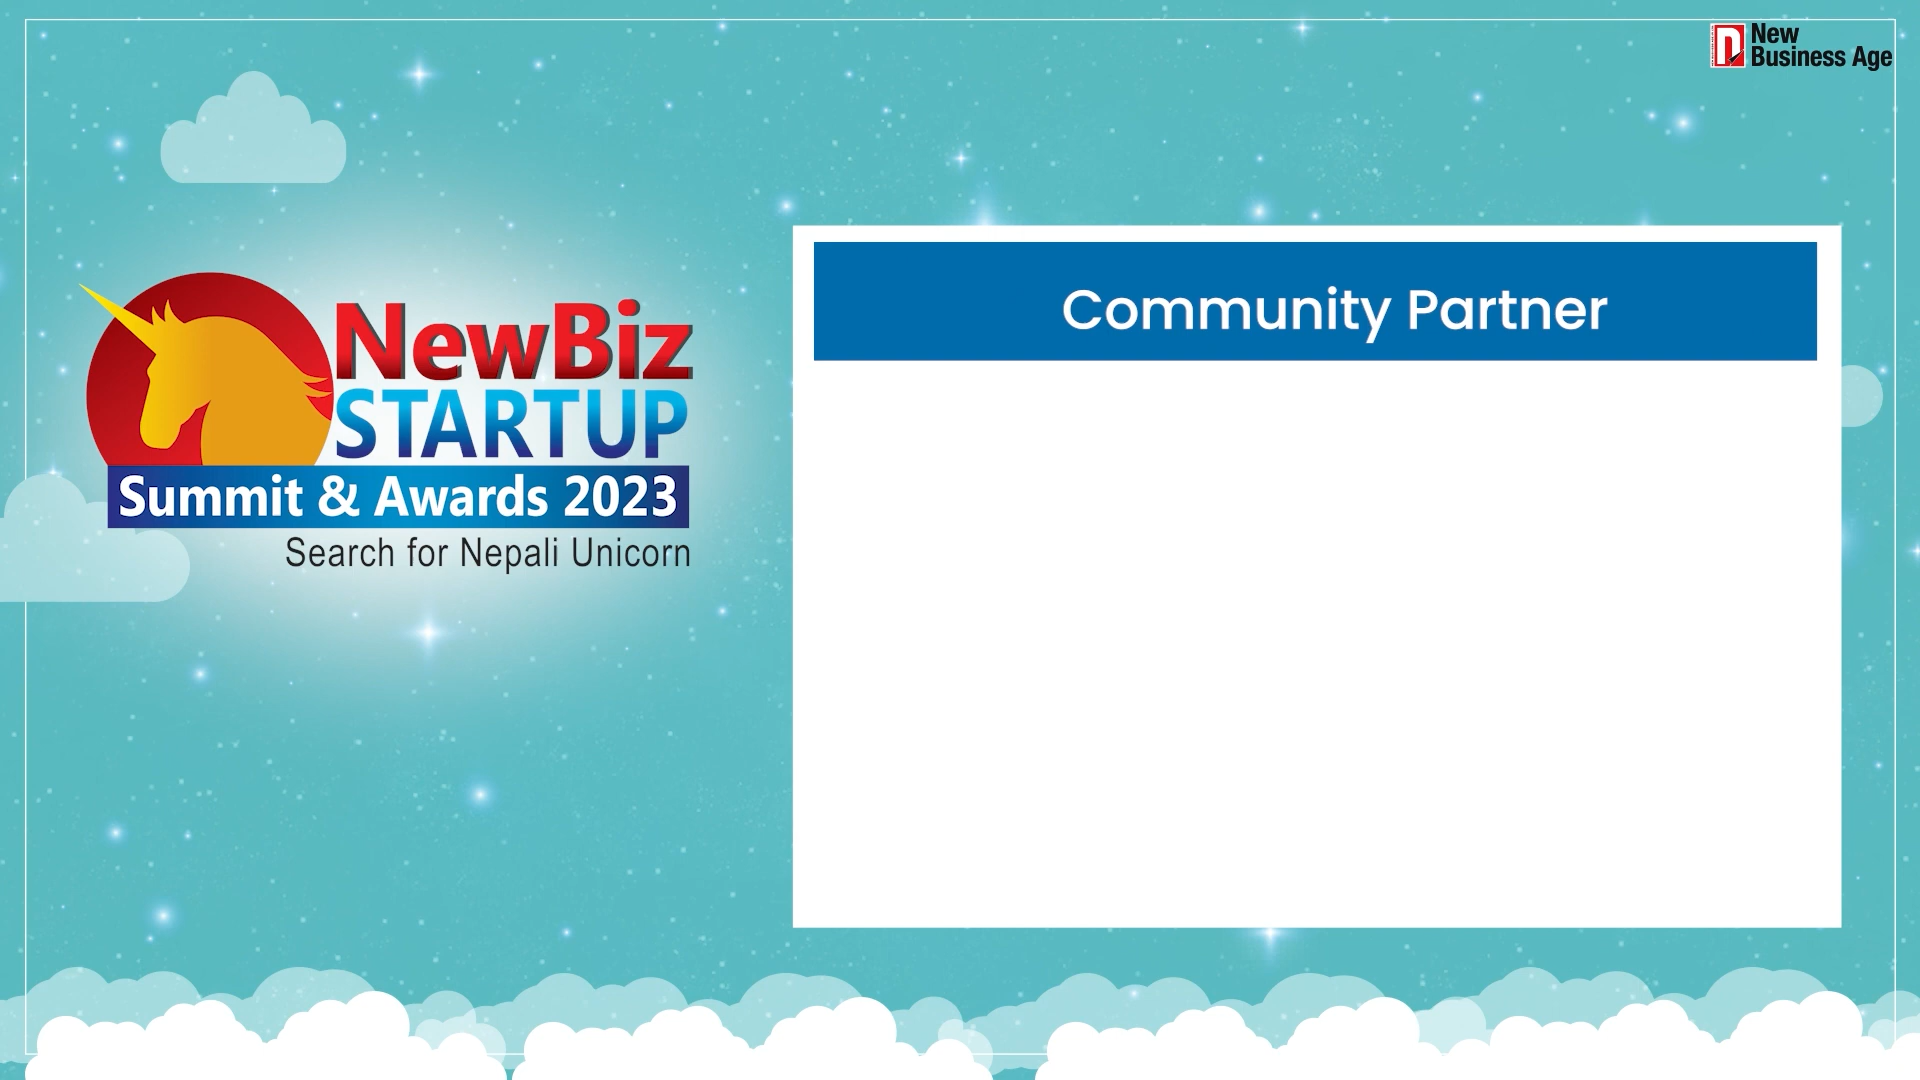 New
Business Age
NewBiz
STARTUP
Summit & Awards 2023
Search for Nepali Unicorn
Community Partner